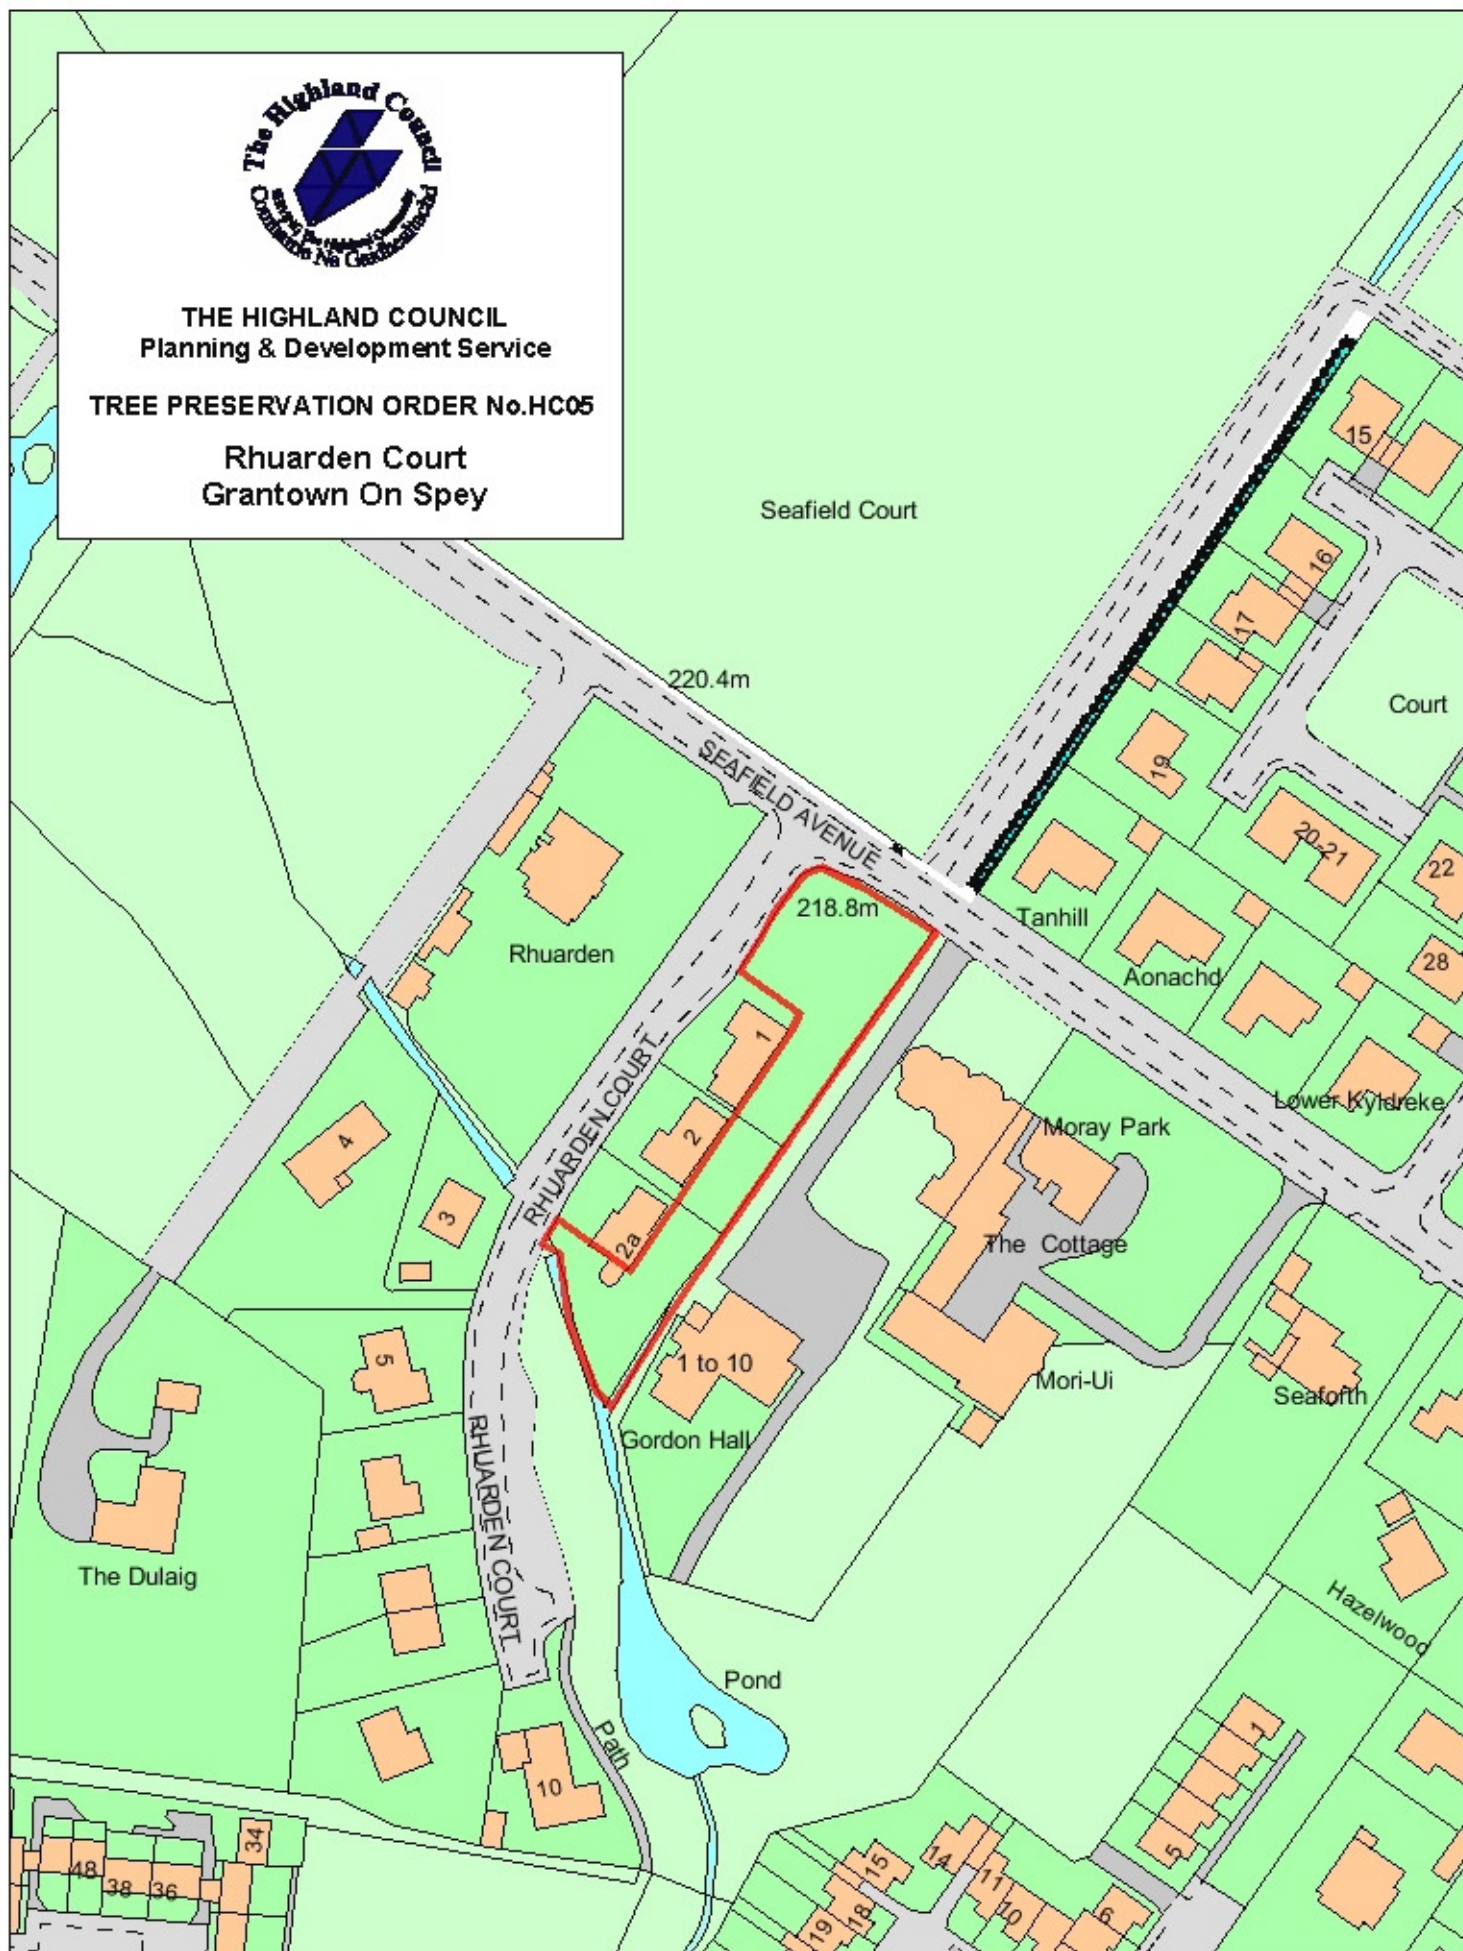 The Highland Council
Comhairle Na Gaidhealtachd
THE HIGHLAND COUNCIL
Planning & Development Service
TREE PRESERVATION ORDER No.HC05
Rhuarden Court
Grantown On Spey
Seafield Court
15
16
17
220.4m
Court
SEAFIELD AVENUE
19
20-21
22
218.8m
Tanhill
Rhuarden
28
Aonachd
1
RHUARDEN COURT
Lower Kyldreke
Moray Park
4
2
3
2a
The Cottage
5
1 to 10
Mori-Ui
Seaforth
Gordon Hall
RHUARDEN COURT
The Dulaig
Hazelwood
Pond
Path
1
10
34
48
38
36
15
14
11
10
5
6
18
19